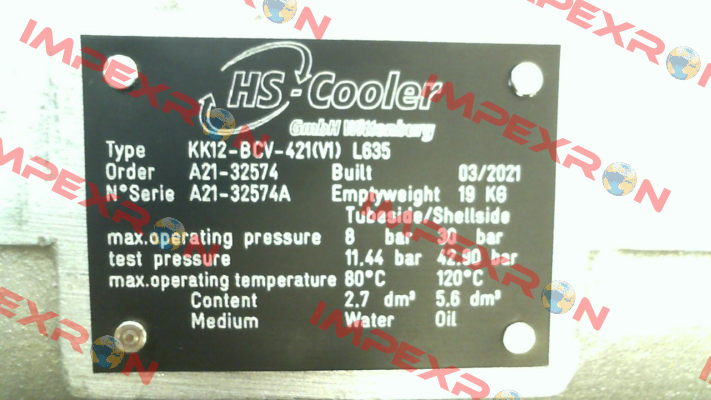 HS-Cooler
GmbH Wittenburg
Type KK12-BCV-421(V1) L635
Order A21-32574 Built 03/2021
N°Serie A21-32574A Emptyweight 19 KG
Tubeside/Shellside
max.operating pressure 8 bar 30 bar
test pressure 11.44 bar 42.90 bar
max.operating temperature 80°C 120°C
Content 2,7 dm³ 5,6 dm³
Medium Water Oil
IMPEXRON
IMPEXRON
IMPEXRON
IMPEXRON
IMPEXRON
IMPEXRON